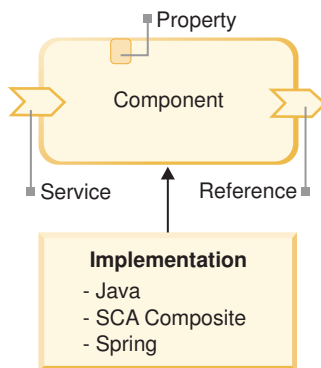 Property
Component
Service
Reference
Implementation
- Java
- SCA Composite
- Spring